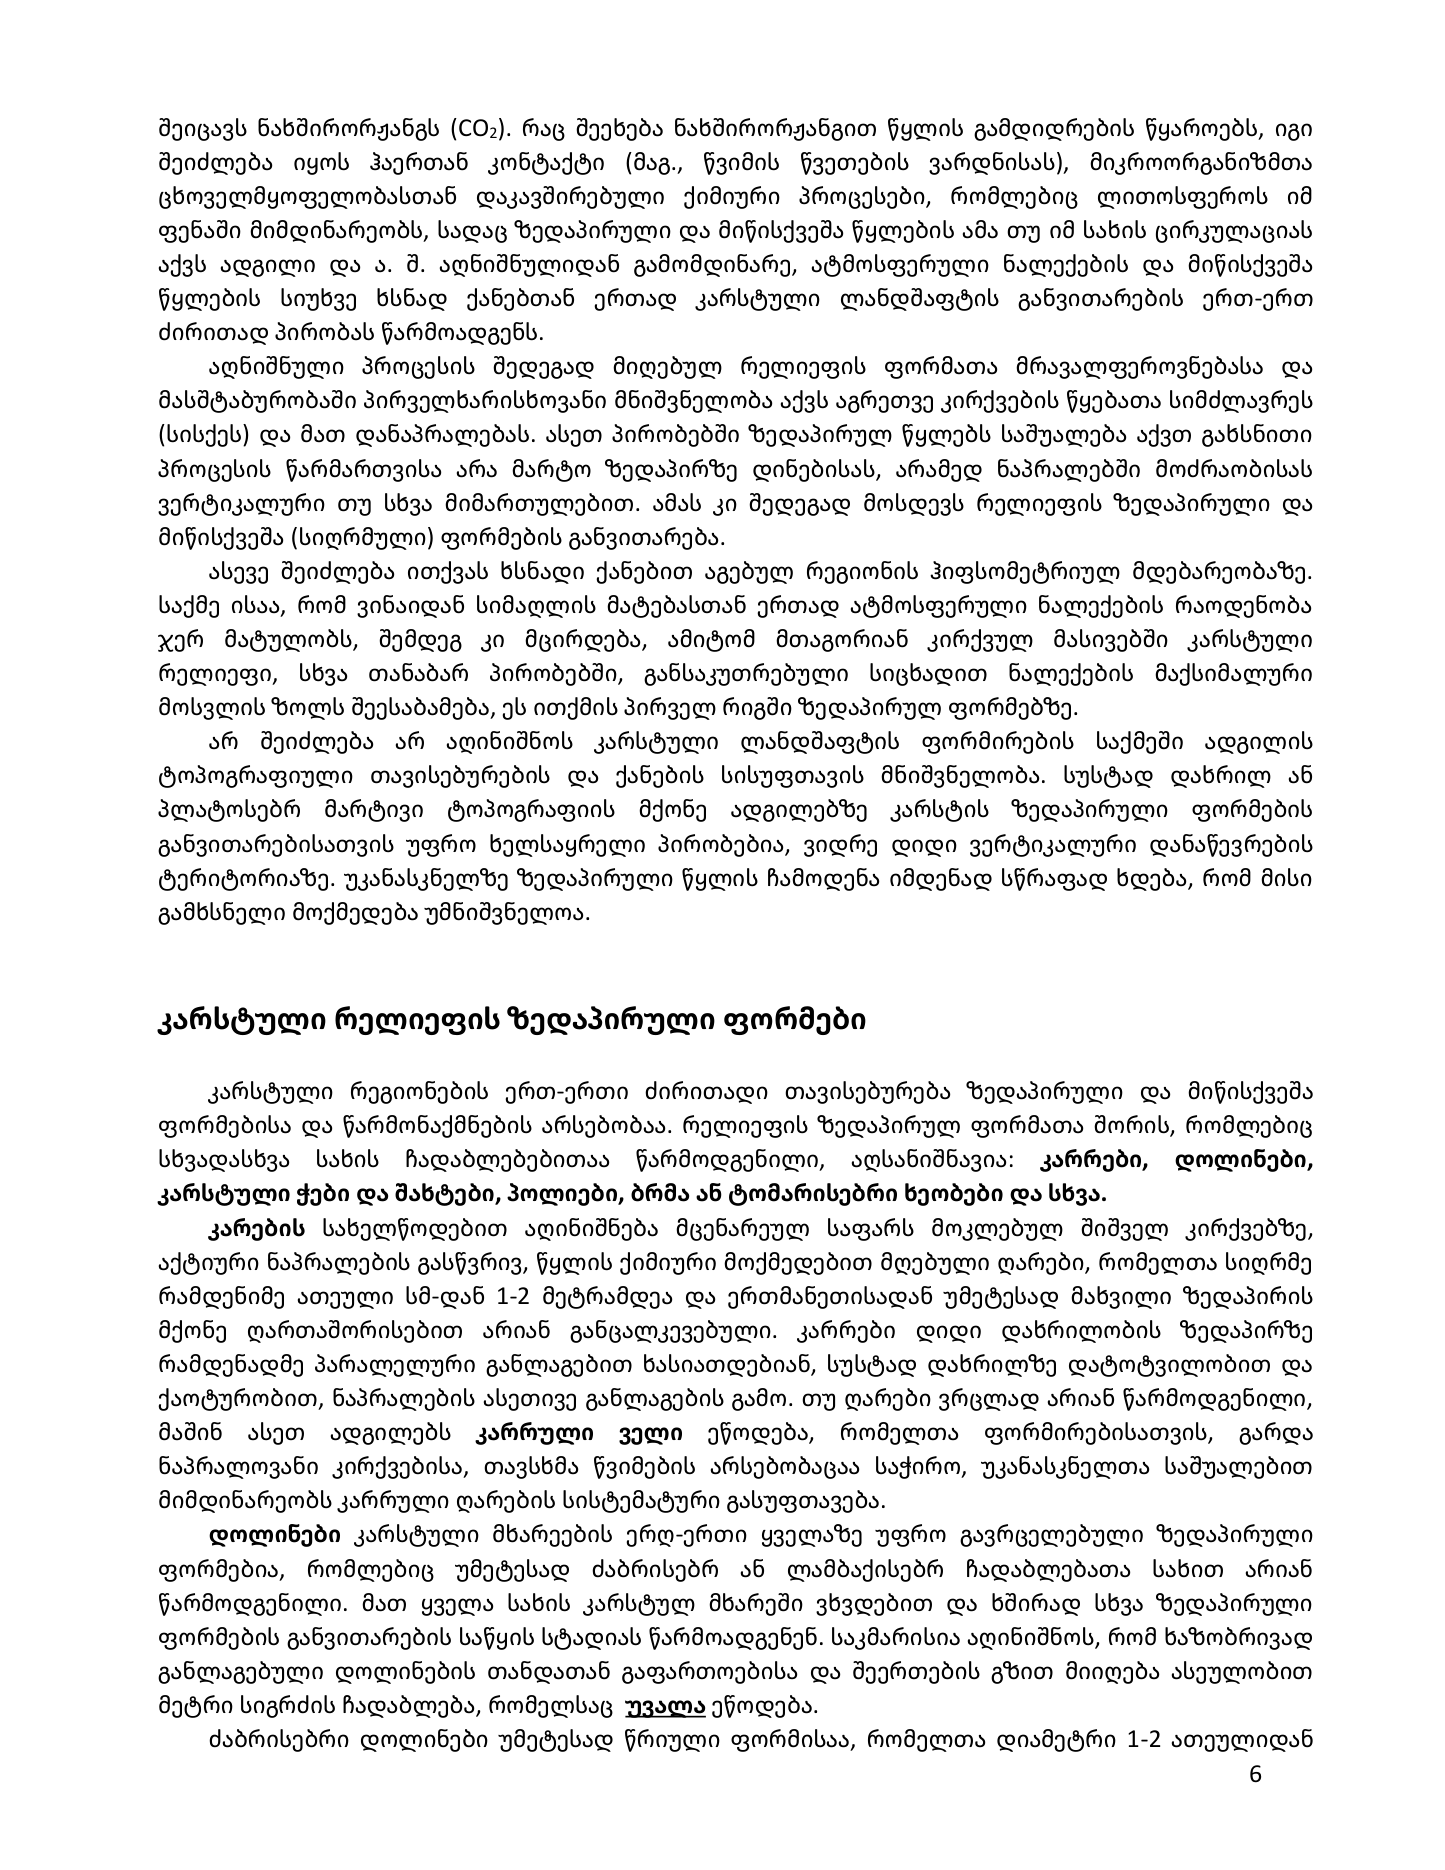 შეიცავს ნახშირორჟანგს (CO₂). რაც შეეხება ნახშირორჟანგით წყლის გამდიდრების წყაროებს, იგი
შეიძლება იყოს ჰაერთან კონტაქტი (მაგ., წვიმის წვეთების ვარდნისას), მიკროორგანიზმთა
ცხოველმყოფელობასთან დაკავშირებული ქიმიური პროცესები, რომლებიც ლითოსფეროს იმ
ფენაში მიმდინარეობს, სადაც ზედაპირული და მიწისქვეშა წყლების ამა თუ იმ სახის ცირკულაციას
აქვს ადგილი და ა. შ. აღნიშნულიდან გამომდინარე, ატმოსფერული ნალექების და მიწისქვეშა
წყლების სიუხვე ხსნად ქანებთან ერთად კარსტული ლანდშაფტის განვითარების ერთ-ერთ
ძირითად პირობას წარმოადგენს.
აღნიშნული პროცესის შედეგად მიღებულ რელიეფის ფორმათა მრავალფეროვნებასა და
მასშტაბურობაში პირველხარისხოვანი მნიშვნელობა აქვს აგრეთვე კირქვების წყებათა სიმძლავრეს
(სისქეს) და მათ დანაპრალებას. ასეთ პირობებში ზედაპირულ წყლებს საშუალება აქვთ გახსნითი
პროცესის წარმართვისა არა მარტო ზედაპირზე დინებისას, არამედ ნაპრალებში მოძრაობისას
ვერტიკალური თუ სხვა მიმართულებით. ამას კი შედეგად მოსდევს რელიეფის ზედაპირული და
მიწისქვეშა (სიღრმული) ფორმების განვითარება.
ასევე შეიძლება ითქვას ხსნადი ქანებით აგებულ რეგიონის ჰიფსომეტრიულ მდებარეობაზე.
საქმე ისაა, რომ ვინაიდან სიმაღლის მატებასთან ერთად ატმოსფერული ნალექების რაოდენობა
ჯერ მატულობს, შემდეგ კი მცირდება, ამიტომ მთაგორიან კირქვულ მასივებში კარსტული
რელიეფი, სხვა თანაბარ პირობებში, განსაკუთრებული სიცხადით ნალექების მაქსიმალური
მოსვლის ზოლს შეესაბამება, ეს ითქმის პირველ რიგში ზედაპირულ ფორმებზე.
არ შეიძლება არ აღინიშნოს კარსტული ლანდშაფტის ფორმირების საქმეში ადგილის
ტოპოგრაფიული თავისებურების და ქანების სისუფთავის მნიშვნელობა. სუსტად დახრილ ან
პლატოსებრ მარტივი ტოპოგრაფიის მქონე ადგილებზე კარსტის ზედაპირული ფორმების
განვითარებისათვის უფრო ხელსაყრელი პირობებია, ვიდრე დიდი ვერტიკალური დანაწევრების
ტერიტორიაზე. უკანასკნელზე ზედაპირული წყლის ჩამოდენა იმდენად სწრაფად ხდება, რომ მისი
გამხსნელი მოქმედება უმნიშვნელოა.
კარსტული რელიეფის ზედაპირული ფორმები
კარსტული რეგიონების ერთ-ერთი ძირითადი თავისებურება ზედაპირული და მიწისქვეშა
ფორმებისა და წარმონაქმნების არსებობაა. რელიეფის ზედაპირულ ფორმათა შორის, რომლებიც
სხვადასხვა სახის ჩადაბლებებითაა წარმოდგენილი, აღსანიშნავია: კარრები, დოლინები,
კარსტული ჭები და შახტები, პოლიები, ბრმა ან ტომარისებრი ხეობები და სხვა.
კარების სახელწოდებით აღინიშნება მცენარეულ საფარს მოკლებულ შიშველ კირქვებზე,
აქტიური ნაპრალების გასწვრივ, წყლის ქიმიური მოქმედებით მღებული ღარები, რომელთა სიღრმე
რამდენიმე ათეული სმ-დან 1-2 მეტრამდეა და ერთმანეთისადან უმეტესად მახვილი ზედაპირის
მქონე ღართაშორისებით არიან განცალკევებული. კარრები დიდი დახრილობის ზედაპირზე
რამდენადმე პარალელური განლაგებით ხასიათდებიან, სუსტად დახრილზე დატოტვილობით და
ქაოტურობით, ნაპრალების ასეთივე განლაგების გამო. თუ ღარები ვრცლად არიან წარმოდგენილი,
მაშინ ასეთ ადგილებს კარრული ველი ეწოდება, რომელთა ფორმირებისათვის, გარდა
ნაპრალოვანი კირქვებისა, თავსხმა წვიმების არსებობაცაა საჭირო, უკანასკნელთა საშუალებით
მიმდინარეობს კარრული ღარების სისტემატური გასუფთავება.
დოლინები კარსტული მხარეების ერღ-ერთი ყველაზე უფრო გავრცელებული ზედაპირული
ფორმებია, რომლებიც უმეტესად ძაბრისებრ ან ლამბაქისებრ ჩადაბლებათა სახით არიან
წარმოდგენილი. მათ ყველა სახის კარსტულ მხარეში ვხვდებით და ხშირად სხვა ზედაპირული
ფორმების განვითარების საწყის სტადიას წარმოადგენენ. საკმარისია აღინიშნოს, რომ ხაზობრივად
განლაგებული დოლინების თანდათან გაფართოებისა და შეერთების გზით მიიღება ასეულობით
მეტრი სიგრძის ჩადაბლება, რომელსაც უვალა ეწოდება.
ძაბრისებრი დოლინები უმეტესად წრიული ფორმისაა, რომელთა დიამეტრი 1-2 ათეულიდან
6